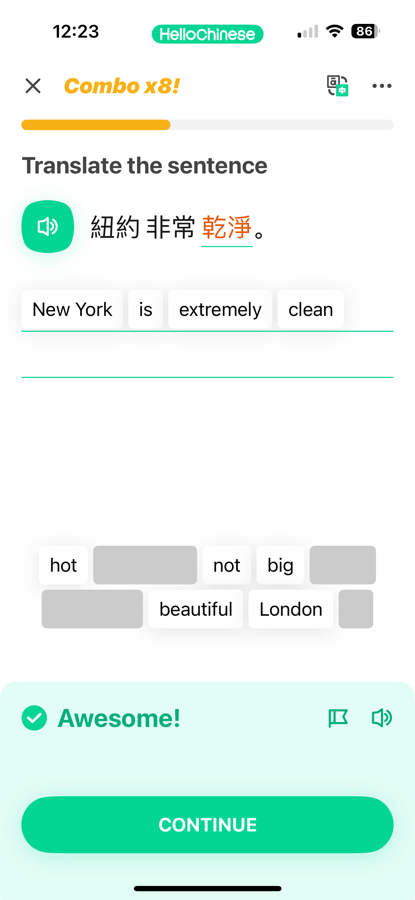 12:23
HelloChinese
86
Combo x8!
Translate the sentence
紐約 非常 乾淨。
New York is extremely clean
hot not big
beautiful London
Awesome!
CONTINUE